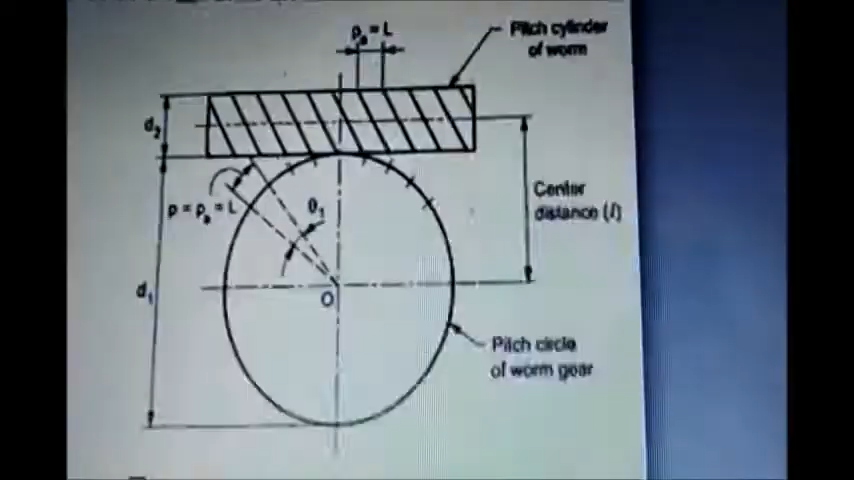 pₐ = L
Pitch cylinder
of worm
d₂
Center
distance (l)
p = pₐ = L
θ₁
d₁
O
Pitch circle
of worm gear